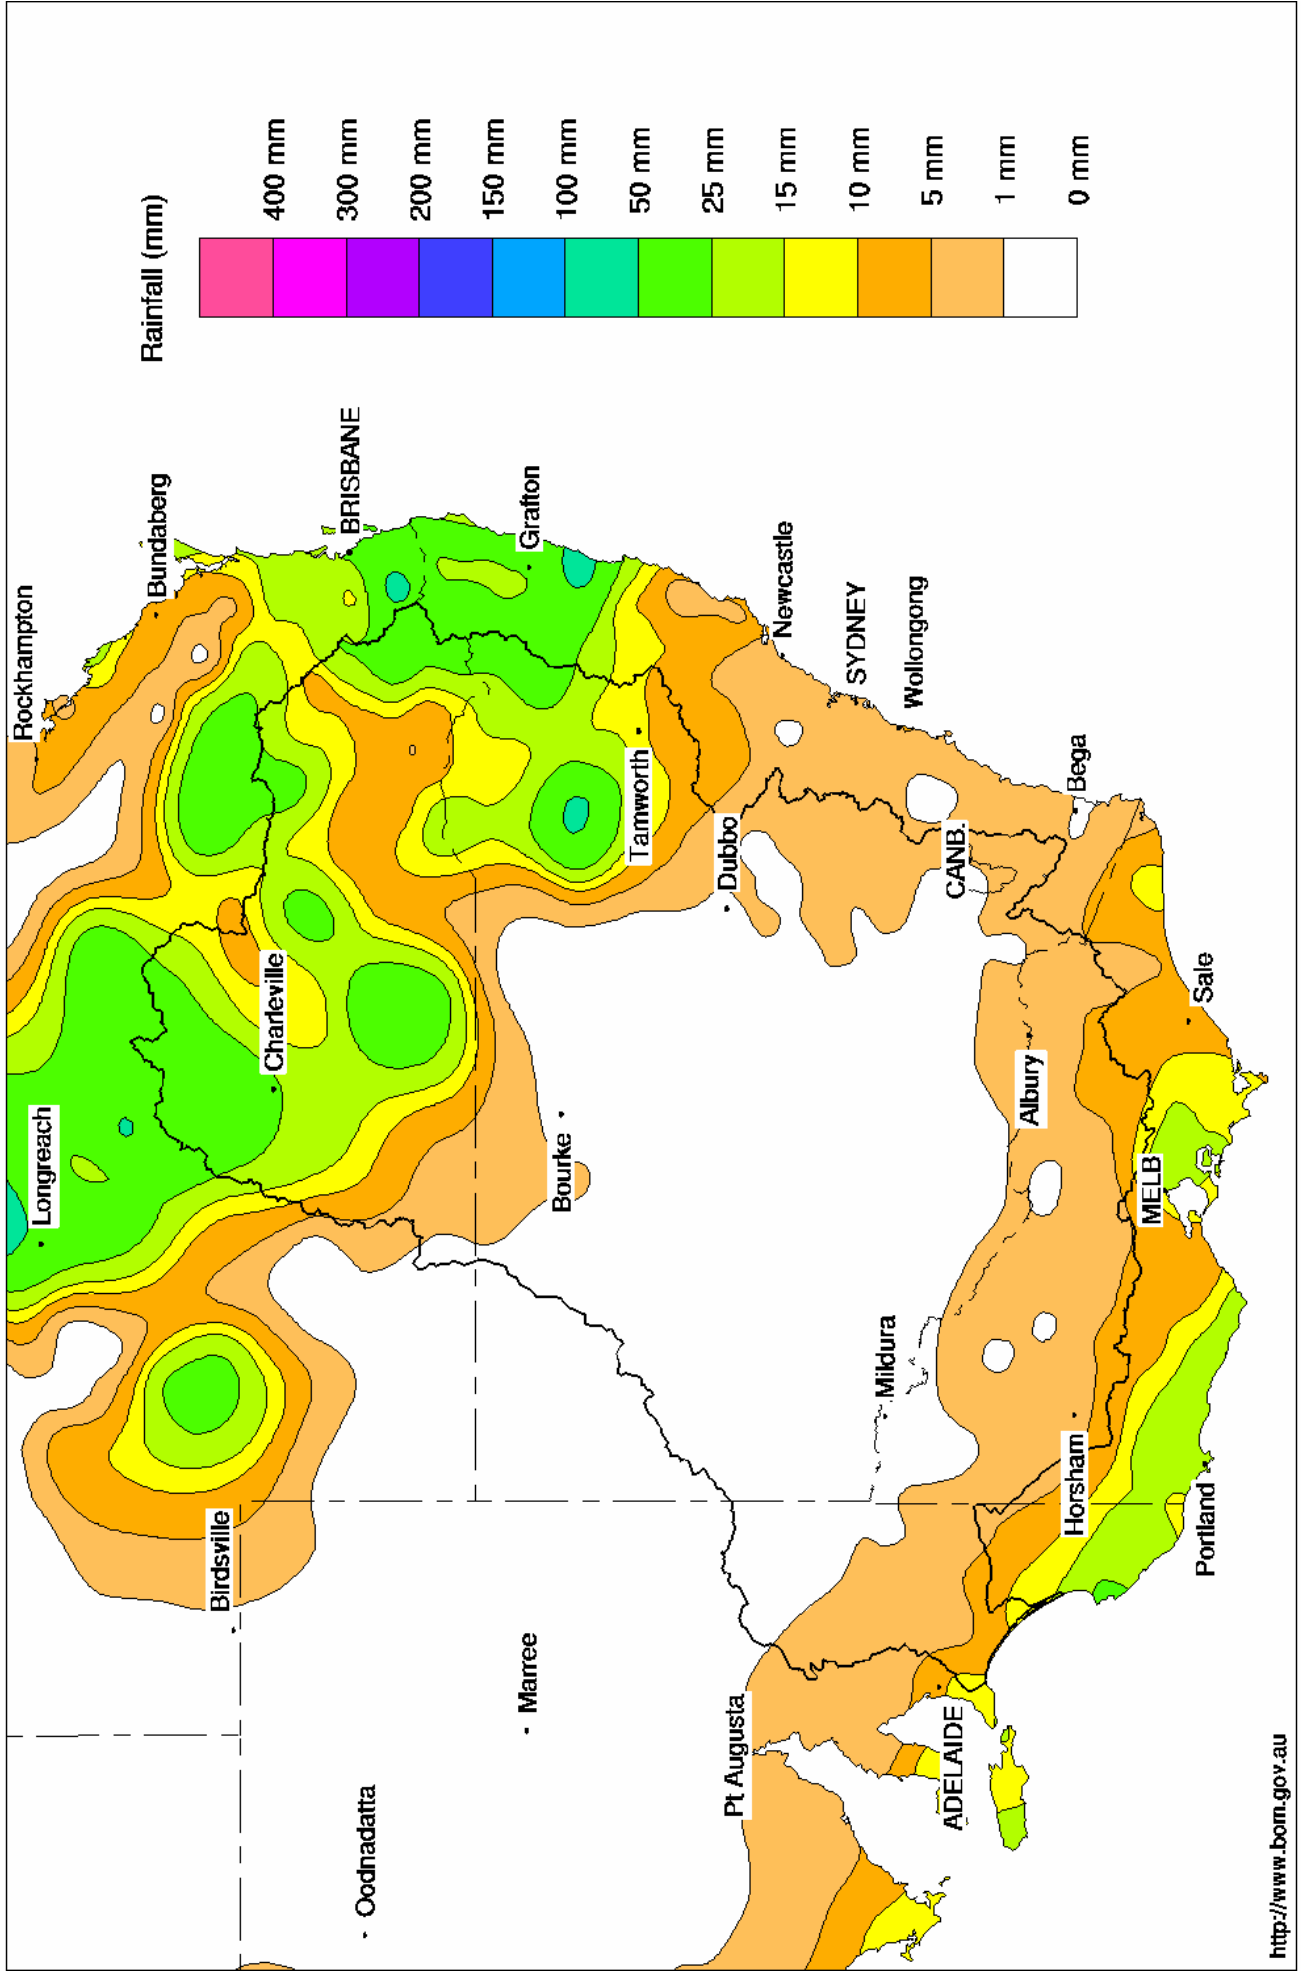 Rainfall (mm)
400 mm
300 mm
200 mm
150 mm
100 mm
50 mm
25 mm
15 mm
10 mm
5 mm
1 mm
0 mm
Rockhampton
Bundaberg
BRISBANE
Grafton
Newcastle
SYDNEY
Wollongong
Bega
Longreach
Charleville
Tamworth
Dubbo
CANB.
Bourke
Albury
Sale
MELB
Mildura
Horsham
Portland
Birdsville
Marree
Oodnadatta
Pt Augusta
ADELAIDE
http://www.bom.gov.au